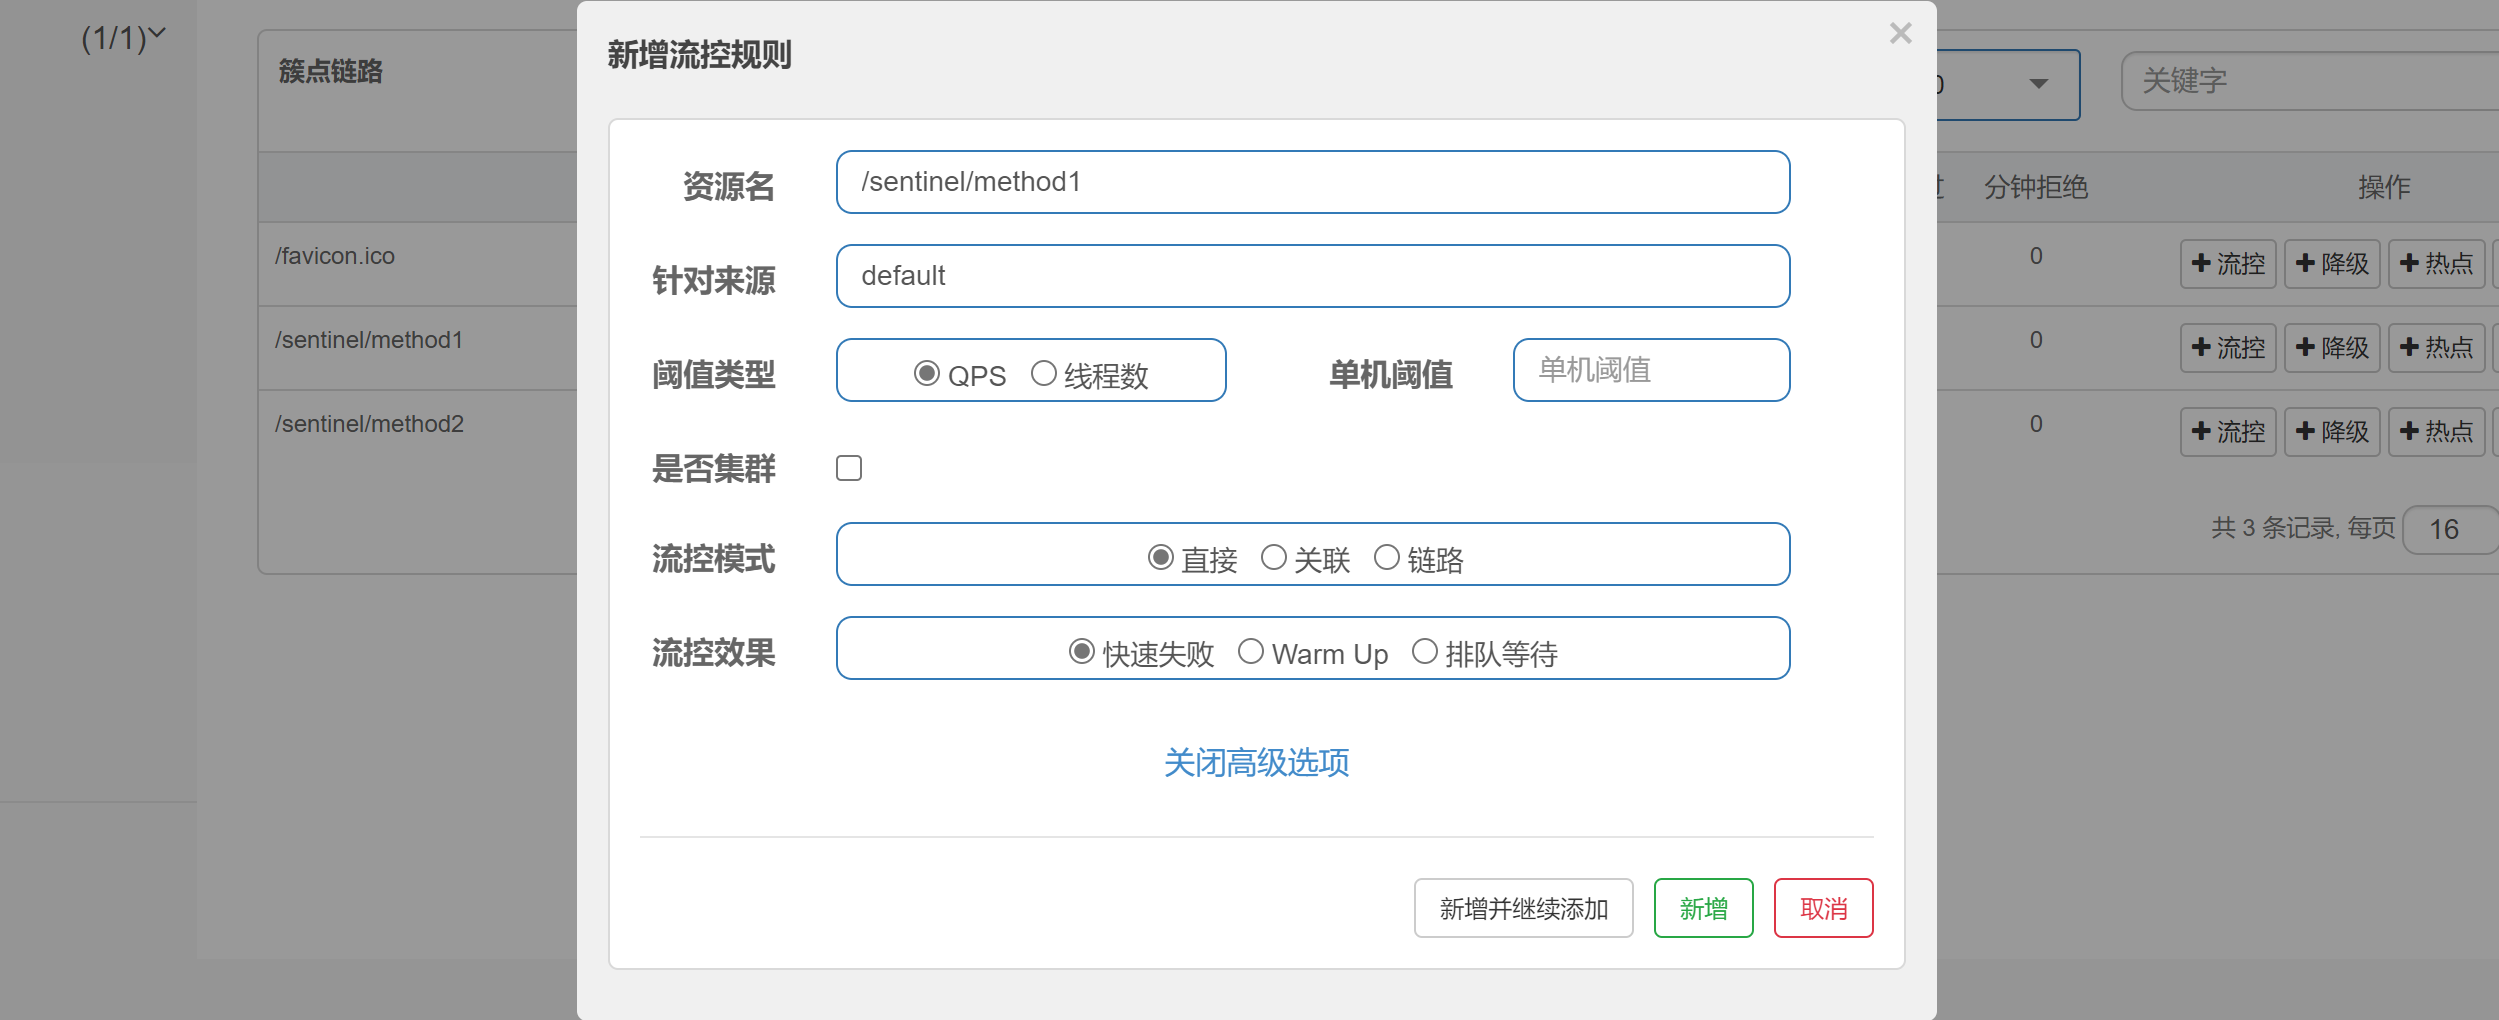 (1/1)
簇点链路
/favicon.ico
/sentinel/method1
/sentinel/method2
新增流控规则
×
资源名 /sentinel/method1
针对来源 default
阈值类型 QPS 线程数 单机阈值 单机阈值
是否集群
流控模式 直接 关联 链路
流控效果 快速失败 Warm Up 排队等待
关闭高级选项
新增并继续添加 新增 取消
关键字
分钟拒绝 操作
0 流控 降级 热点
0 流控 降级 热点
0 流控 降级 热点
共 3 条记录, 每页 16